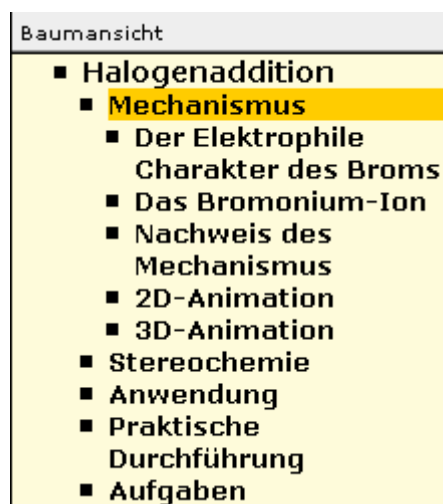 Baumansicht
Halogenaddition
Mechanismus
Der Elektrophile
Charakter des Broms
Das Bromonium-Ion
Nachweis des
Mechanismus
2D-Animation
3D-Animation
Stereochemie
Anwendung
Praktische
Durchführung
Aufgaben